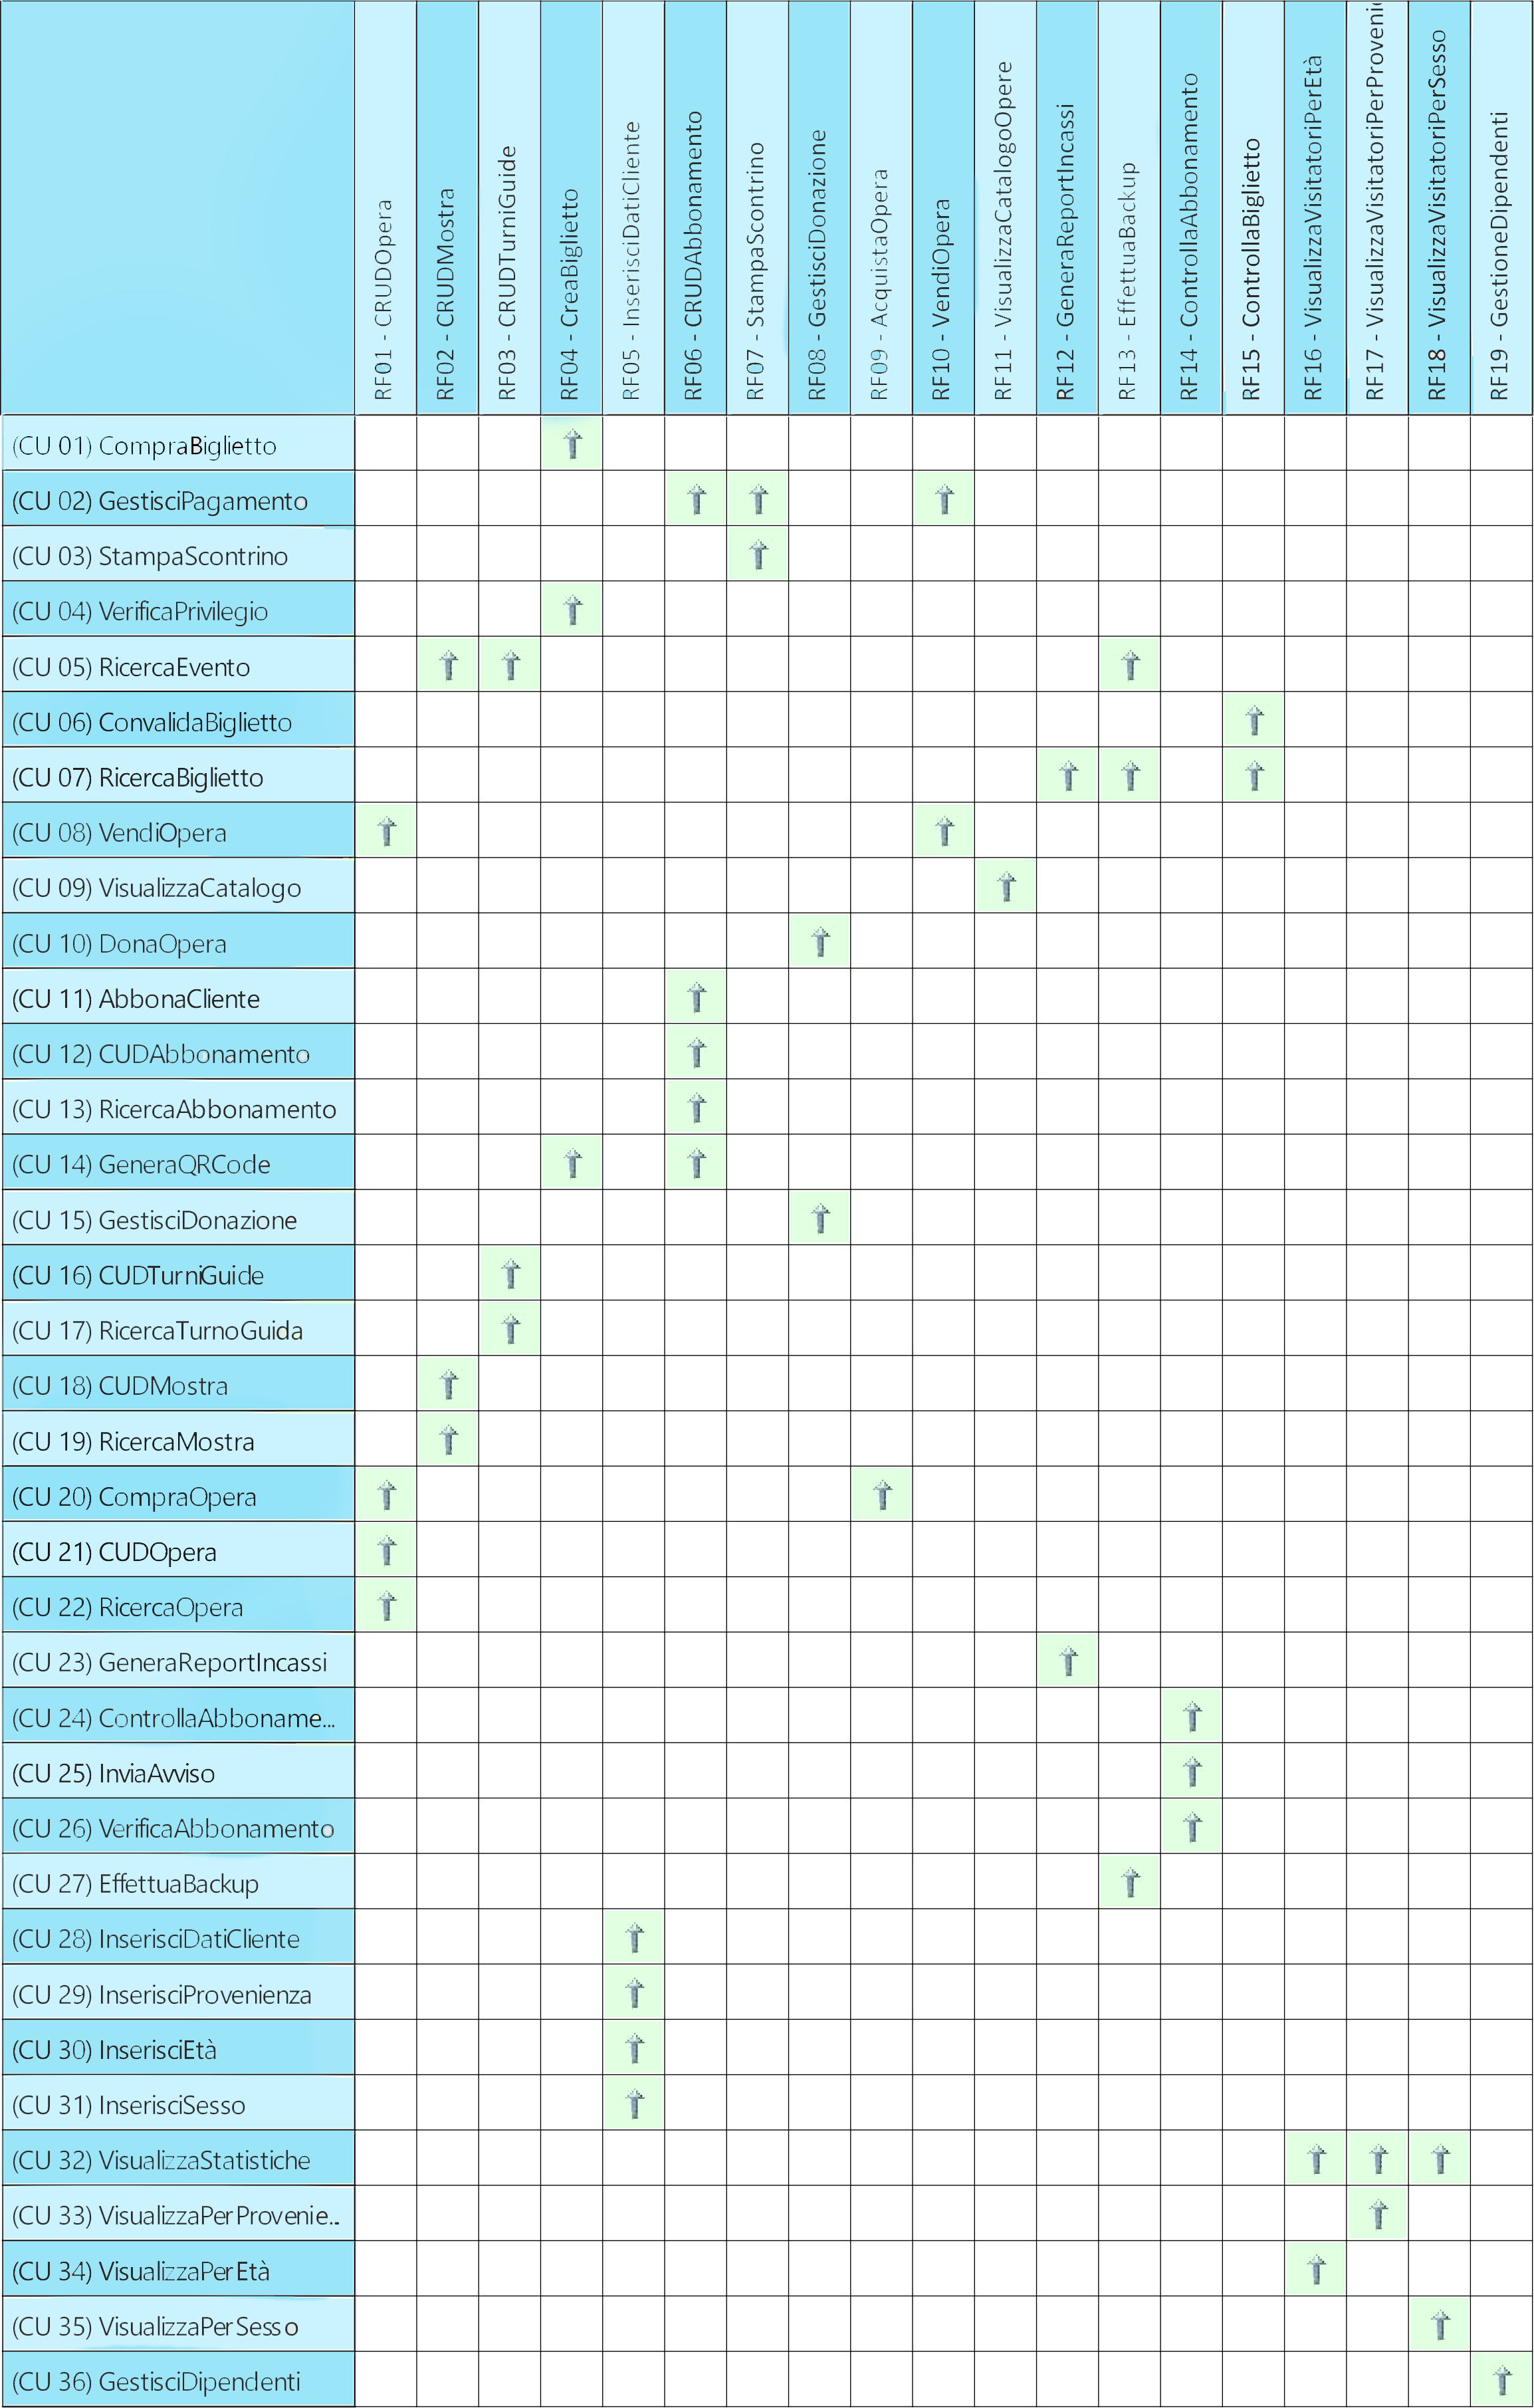 RF01 - CRUDOpera
RF02 - CRUDMostra
RF03 - CRUDTurniGuide
RF04 - CreaBiglietto
RF05 - InserisciDatiCliente
RF06 - CRUDAbbonamento
RF07 - StampaScontrino
RF08 - GestisciDonazione
RF09 - AcquistaOpera
RF10 - VendiOpera
RF11 - VisualizzaCatalogoOpere
RF12 - GeneraReportIncassi
RF13 - EffettuaBackup
RF14 - ControllaAbbonamento
RF15 - ControllaBiglietto
RF16 - VisualizzaVisitatoriPerEtà
RF17 - VisualizzaVisitatoriPerProvenie
RF18 - VisualizzaVisitatoriPerSesso
RF19 - GestioneDipendenti
(CU 01) CompraBiglietto
(CU 02) GestisciPagamento
(CU 03) StampaScontrino
(CU 04) VerificaPrivilegio
(CU 05) RicercaEvento
(CU 06) ConvalidaBiglietto
(CU 07) RicercaBiglietto
(CU 08) VendiOpera
(CU 09) VisualizzaCatalogo
(CU 10) DonaOpera
(CU 11) AbbonaCliente
(CU 12) CUDAbbonamento
(CU 13) RicercaAbbonamento
(CU 14) GeneraQRCode
(CU 15) GestisciDonazione
(CU 16) CUDTurniGuide
(CU 17) RicercaTurnoGuida
(CU 18) CUDMostra
(CU 19) RicercaMostra
(CU 20) CompraOpera
(CU 21) CUDOpera
(CU 22) RicercaOpera
(CU 23) GeneraReportIncassi
(CU 24) ControllaAbboname...
(CU 25) InviaAvviso
(CU 26) VerificaAbbonamento
(CU 27) EffettuaBackup
(CU 28) InserisciDatiCliente
(CU 29) InserisciProvenienza
(CU 30) InserisciEtà
(CU 31) InserisciSesso
(CU 32) VisualizzaStatistiche
(CU 33) VisualizzaPerProvenie...
(CU 34) VisualizzaPerEtà
(CU 35) VisualizzaPerSesso
(CU 36) GestisciDipendenti